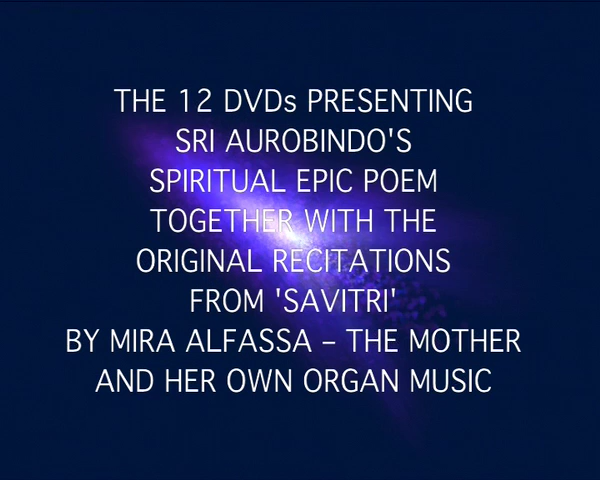 THE 12 DVDs PRESENTING
SRI AUROBINDO'S
SPIRITUAL EPIC POEM
TOGETHER WITH THE
ORIGINAL RECITATIONS
FROM 'SAVITRI'
BY MIRA ALFASSA – THE MOTHER
AND HER OWN ORGAN MUSIC